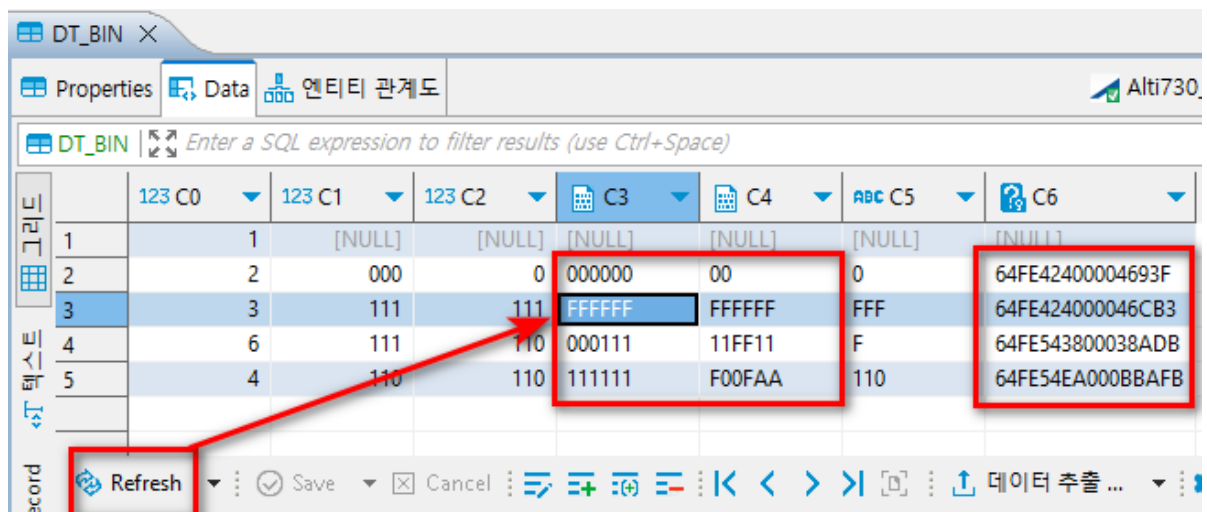 DT_BIN
Properties Data 엔티티 관계도 Alti730_
DT_BIN Enter a SQL expression to filter results (use Ctrl+Space)
123 C0 123 C1 123 C2 C3 C4 ABC C5 C6
그리드
1 1 [NULL] [NULL] [NULL] [NULL] [NULL] [NULL]
2 2 000 0 000000 00 0 64FE42400004693F
3 3 111 111 FFFFFF FFFFFF FFF 64FE424000046CB3
텍스트
4 6 111 110 000111 11FF11 F 64FE543800038ADB
5 4 110 110 111111 F00FAA 110 64FE54EA000BBAFB
Record
Refresh Save Cancel 데이터 추출 ...